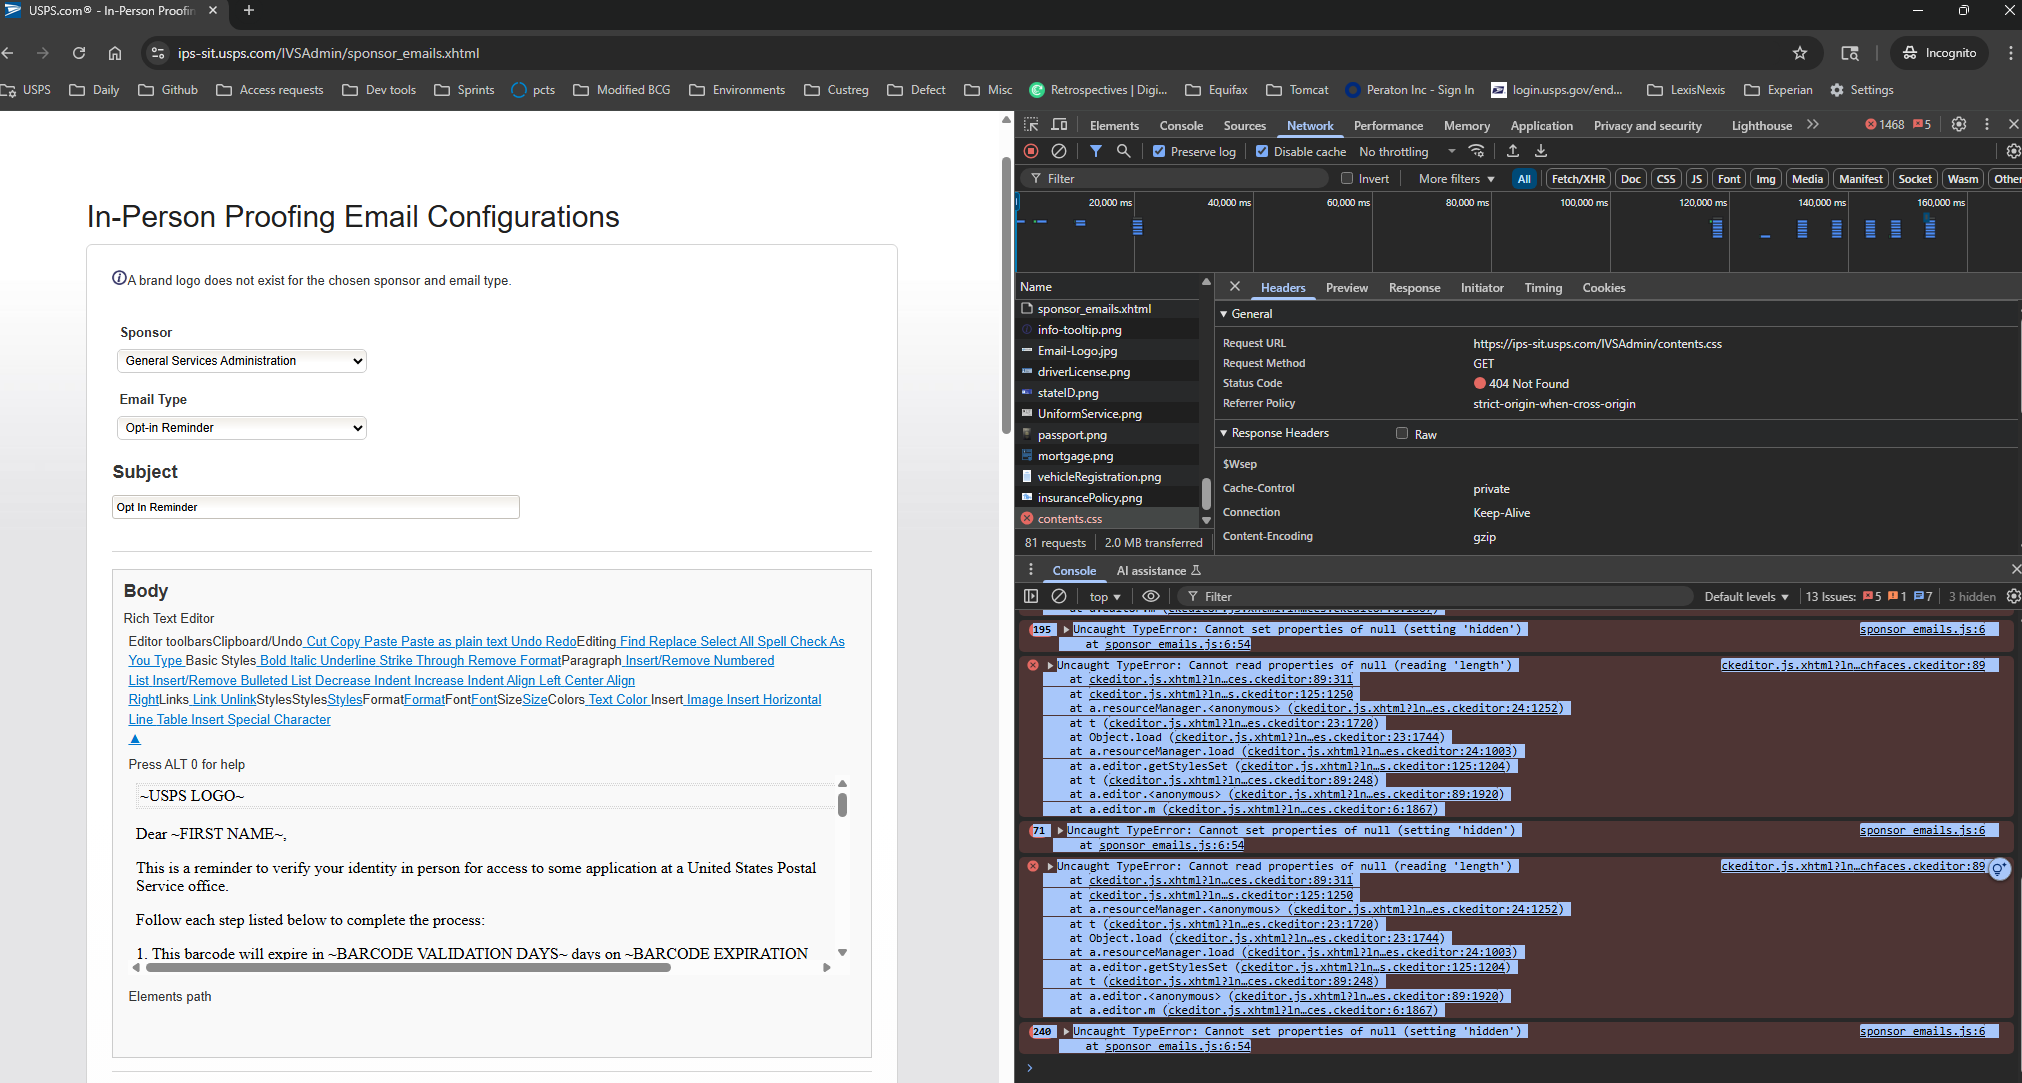 USPS.com® - In-Person Proofin
ips-sit.usps.com/IVSAdmin/sponsor_emails.xhtml
Incognito
USPS Daily Github Access requests Dev tools Sprints pcts Modified BCG Environments Custreg Defect Misc Retrospectives | Digi... Equifax Tomcat Peraton Inc - Sign In login.usps.gov/end... LexisNexis Experian Settings
In-Person Proofing Email Configurations
A brand logo does not exist for the chosen sponsor and email type.
Sponsor
General Services Administration
Email Type
Opt-in Reminder
Subject
Opt In Reminder
Body
Rich Text Editor
Editor toolbarsClipboard/Undo Cut Copy Paste Paste as plain text Undo RedoEditing Find Replace Select All Spell Check As
You Type Basic Styles Bold Italic Underline Strike Through Remove FormatParagraph Insert/Remove Numbered
List Insert/Remove Bulleted List Decrease Indent Increase Indent Align Left Center Align
RightLinks Link UnlinkStylesStylesStylesFormatFormatFontFontSizeSizeColors Text Color Insert Image Insert Horizontal
Line Table Insert Special Character
▲
Press ALT 0 for help
~USPS LOGO~
Dear ~FIRST NAME~,
This is a reminder to verify your identity in person for access to some application at a United States Postal
Service office.
Follow each step listed below to complete the process:
1. This barcode will expire in ~BARCODE VALIDATION DAYS~ days on ~BARCODE EXPIRATION
Elements path
Elements Console Sources Network Performance Memory Application Privacy and security Lighthouse 1468 5
Preserve log Disable cache No throttling
Filter Invert More filters All Fetch/XHR Doc CSS JS Font Img Media Manifest Socket Wasm Other
20,000 ms 40,000 ms 60,000 ms 80,000 ms 100,000 ms 120,000 ms 140,000 ms 160,000 ms
Name
sponsor_emails.xhtml
info-tooltip.png
Email-Logo.jpg
driverLicense.png
stateID.png
UniformService.png
passport.png
mortgage.png
vehicleRegistration.png
insurancePolicy.png
contents.css
81 requests 2.0 MB transferred
Headers Preview Response Initiator Timing Cookies
General
Request URL https://ips-sit.usps.com/IVSAdmin/contents.css
Request Method GET
Status Code 404 Not Found
Referrer Policy strict-origin-when-cross-origin
Response Headers Raw
$Wsep
Cache-Control private
Connection Keep-Alive
Content-Encoding gzip
Console AI assistance
top Filter Default levels 13 Issues: 5 1 7 3 hidden
at a.editor.m (ckeditor.js.xhtml?ln…ces.ckeditor:6:1867)
195 Uncaught TypeError: Cannot set properties of null (setting 'hidden') sponsor_emails.js:6
at sponsor_emails.js:6:54
Uncaught TypeError: Cannot read properties of null (reading 'length') ckeditor.js.xhtml?ln…chfaces.ckeditor:89
at ckeditor.js.xhtml?ln…ces.ckeditor:89:311
at ckeditor.js.xhtml?ln…s.ckeditor:125:1250
at a.resourceManager.<anonymous> (ckeditor.js.xhtml?ln…es.ckeditor:24:1252)
at t (ckeditor.js.xhtml?ln…es.ckeditor:23:1720)
at Object.load (ckeditor.js.xhtml?ln…es.ckeditor:23:1744)
at a.resourceManager.load (ckeditor.js.xhtml?ln…es.ckeditor:24:1003)
at a.editor.getStylesSet (ckeditor.js.xhtml?ln…s.ckeditor:125:1204)
at t (ckeditor.js.xhtml?ln…ces.ckeditor:89:248)
at a.editor.<anonymous> (ckeditor.js.xhtml?ln…es.ckeditor:89:1920)
at a.editor.m (ckeditor.js.xhtml?ln…ces.ckeditor:6:1867)
71 Uncaught TypeError: Cannot set properties of null (setting 'hidden') sponsor_emails.js:6
at sponsor_emails.js:6:54
Uncaught TypeError: Cannot read properties of null (reading 'length') ckeditor.js.xhtml?ln…chfaces.ckeditor:89
at ckeditor.js.xhtml?ln…ces.ckeditor:89:311
at ckeditor.js.xhtml?ln…s.ckeditor:125:1250
at a.resourceManager.<anonymous> (ckeditor.js.xhtml?ln…es.ckeditor:24:1252)
at t (ckeditor.js.xhtml?ln…es.ckeditor:23:1720)
at Object.load (ckeditor.js.xhtml?ln…es.ckeditor:23:1744)
at a.resourceManager.load (ckeditor.js.xhtml?ln…es.ckeditor:24:1003)
at a.editor.getStylesSet (ckeditor.js.xhtml?ln…s.ckeditor:125:1204)
at t (ckeditor.js.xhtml?ln…ces.ckeditor:89:248)
at a.editor.<anonymous> (ckeditor.js.xhtml?ln…es.ckeditor:89:1920)
at a.editor.m (ckeditor.js.xhtml?ln…ces.ckeditor:6:1867)
240 Uncaught TypeError: Cannot set properties of null (setting 'hidden') sponsor_emails.js:6
at sponsor_emails.js:6:54